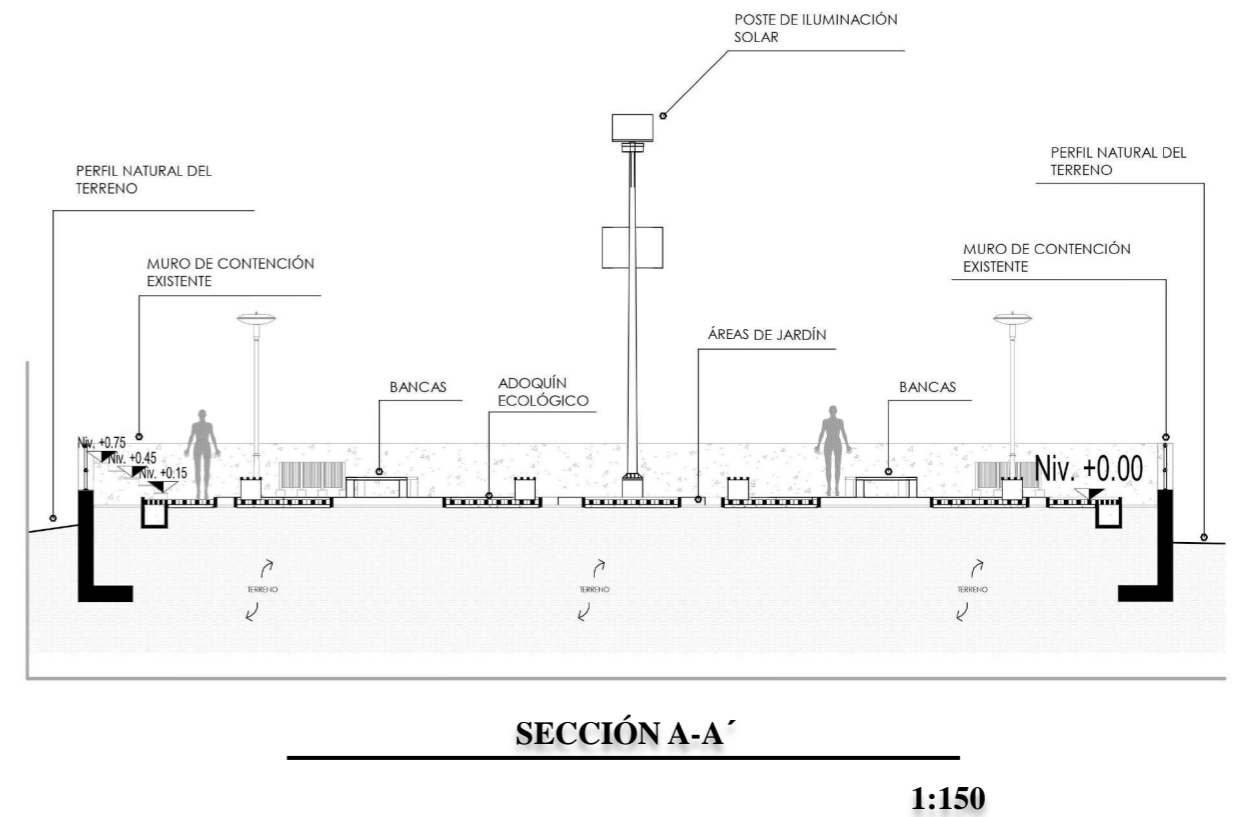 POSTE DE ILUMINACIÓN
SOLAR
PERFIL NATURAL DEL
TERRENO
PERFIL NATURAL DEL
TERRENO
MURO DE CONTENCIÓN
EXISTENTE
MURO DE CONTENCIÓN
EXISTENTE
ÁREAS DE JARDÍN
BANCAS
ADOQUÍN
ECOLÓGICO
BANCAS
Niv. +0.75
Niv. +0.45
Niv. +0.15
Niv. +0.00
TERRENO
TERRENO
TERRENO
SECCIÓN A-A´
1:150